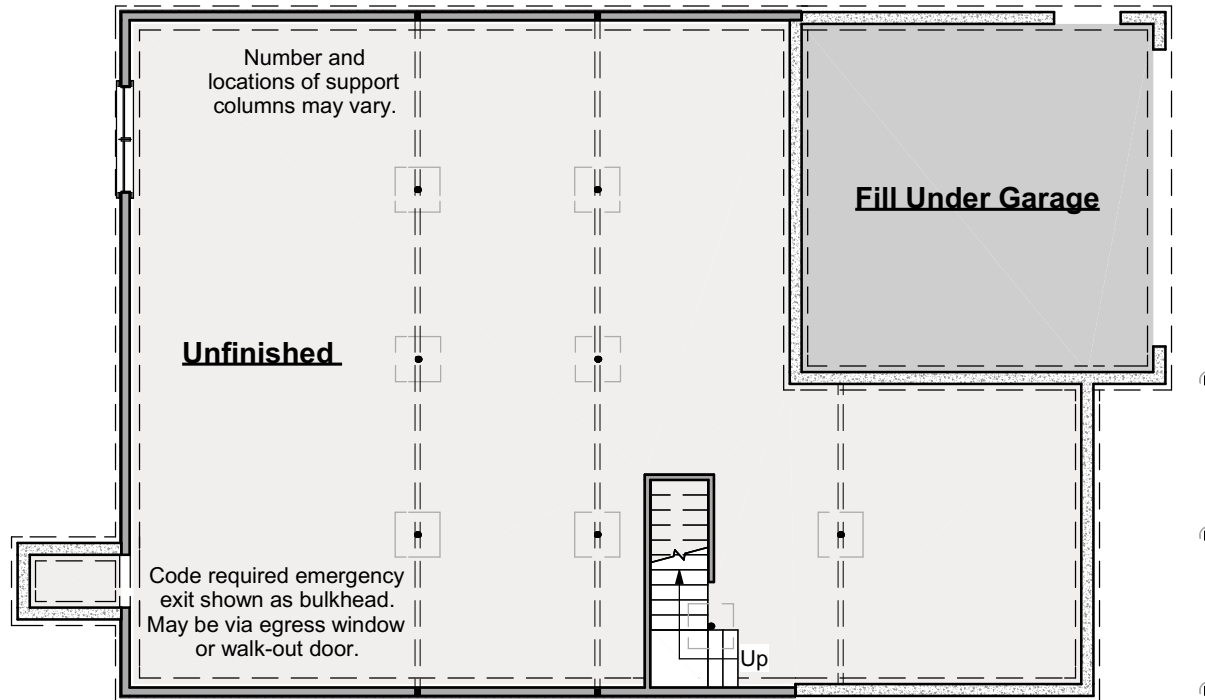 Number and
locations of support
columns may vary.
Fill Under Garage
Unfinished
Code required emergency
exit shown as bulkhead.
May be via egress window
or walk-out door.
Up